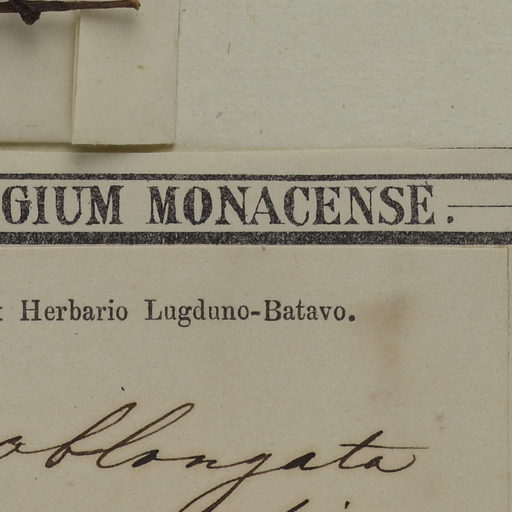 GIUM MONACENSE.
Herbario Lugduno-Batavo.
oblongata